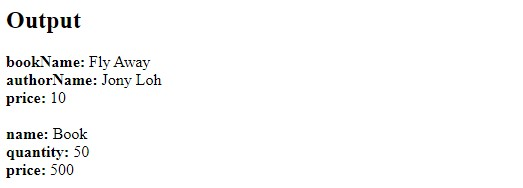 Output
bookName: Fly Away
authorName: Jony Loh
price: 10
name: Book
quantity: 50
price: 500